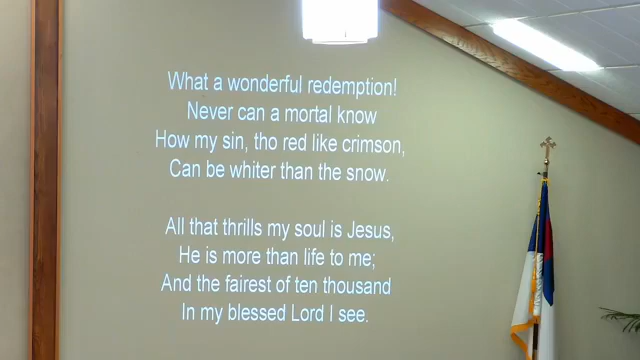 What a wonderful redemption!
Never can a mortal know
How my sin, tho red like crimson,
Can be whiter than the snow.
All that thrills my soul is Jesus,
He is more than life to me;
And the fairest of ten thousand
In my blessed Lord I see.